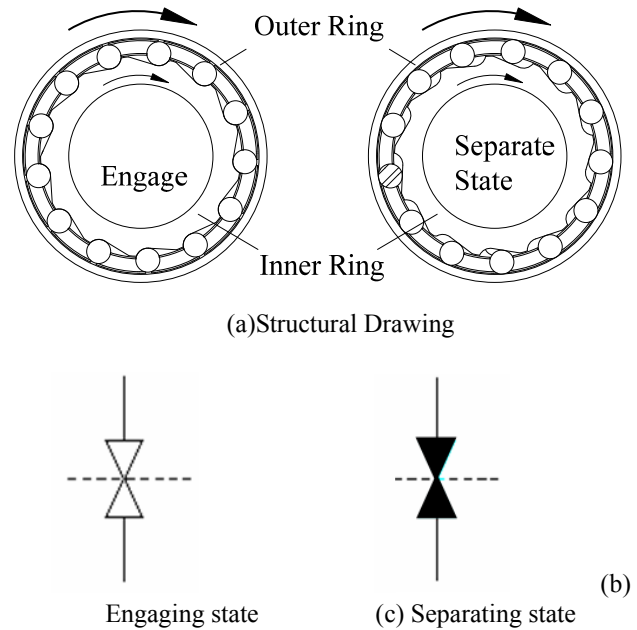 Outer Ring
Engage
Separate
State
Inner Ring
(a)Structural Drawing
(b)
Engaging state
(c) Separating state